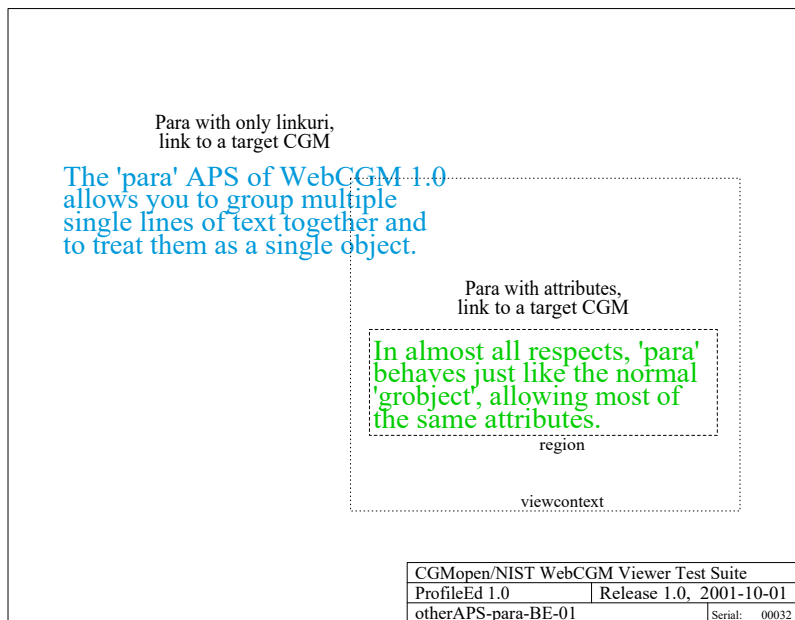 Para with only linkuri,
link to a target CGM
The 'para' APS of WebCGM 1.0
allows you to group multiple
single lines of text together and
to treat them as a single object.
Para with attributes,
link to a target CGM
In almost all respects, 'para'
behaves just like the normal
'grobject', allowing most of
the same attributes.
region
viewcontext
CGMopen/NIST WebCGM Viewer Test Suite
ProfileEd 1.0 Release 1.0, 2001-10-01
otherAPS-para-BE-01 Serial: 00032